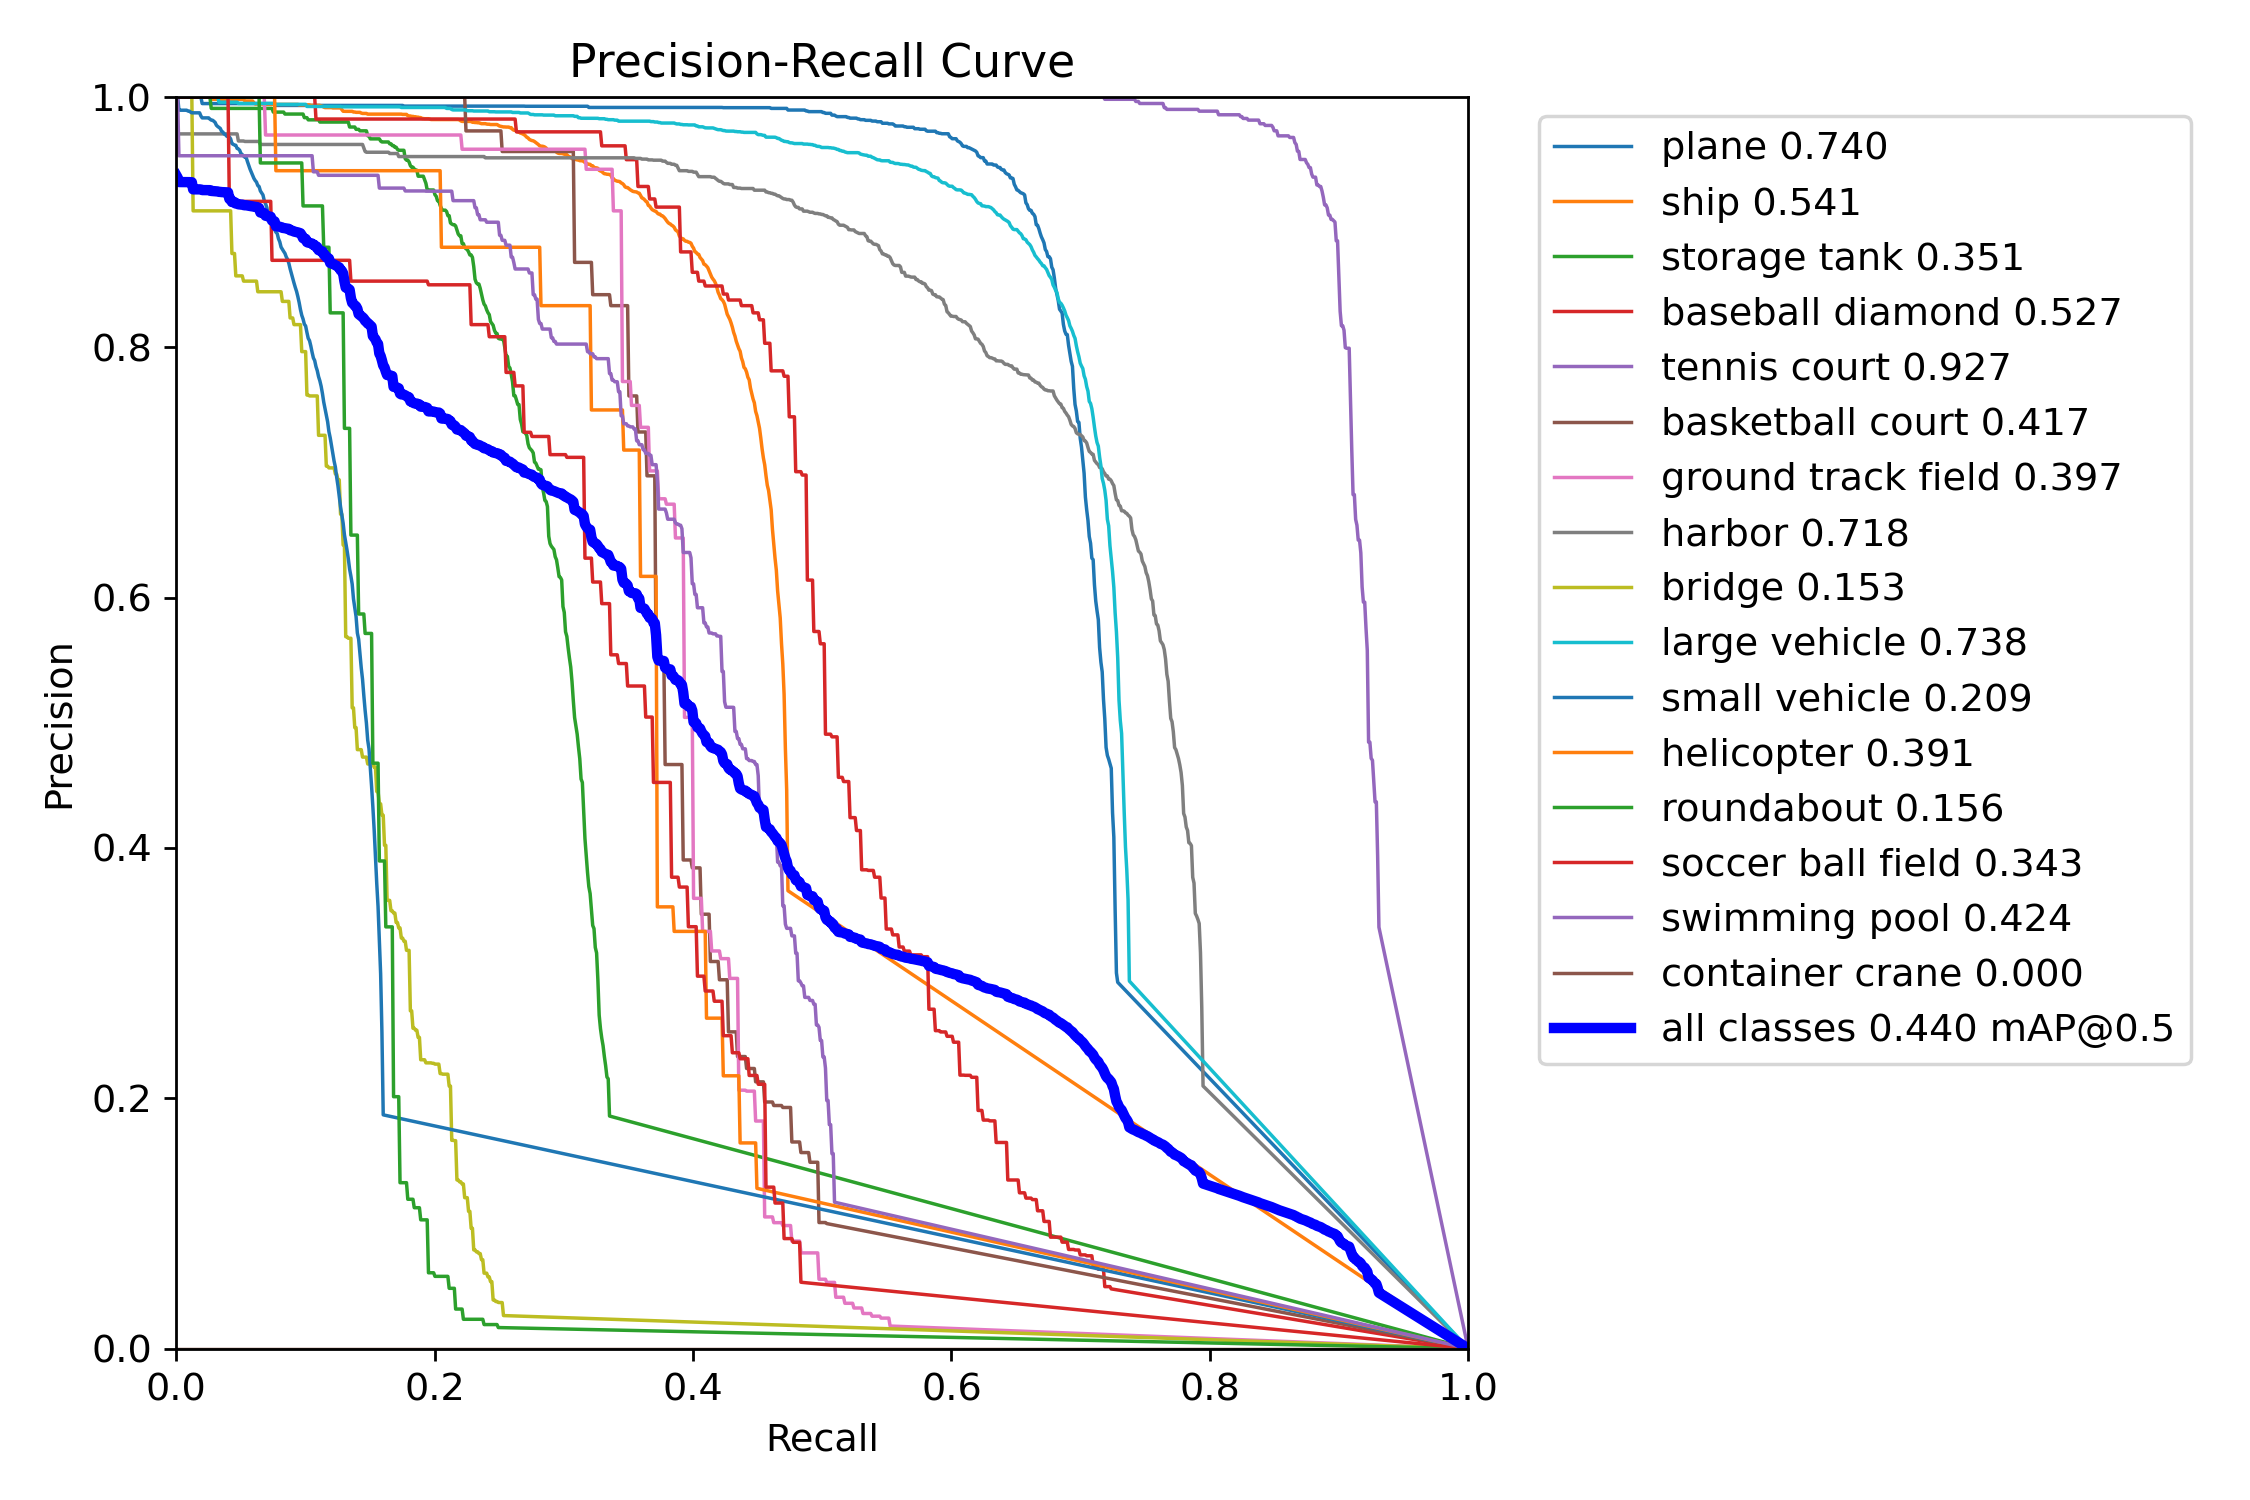 Precision-Recall Curve
1.0
0.8
0.6
0.4
0.2
0.0
Precision
0.0 0.2 0.4 0.6 0.8 1.0
Recall
plane 0.740
ship 0.541
storage tank 0.351
baseball diamond 0.527
tennis court 0.927
basketball court 0.417
ground track field 0.397
harbor 0.718
bridge 0.153
large vehicle 0.738
small vehicle 0.209
helicopter 0.391
roundabout 0.156
soccer ball field 0.343
swimming pool 0.424
container crane 0.000
all classes 0.440 mAP@0.5